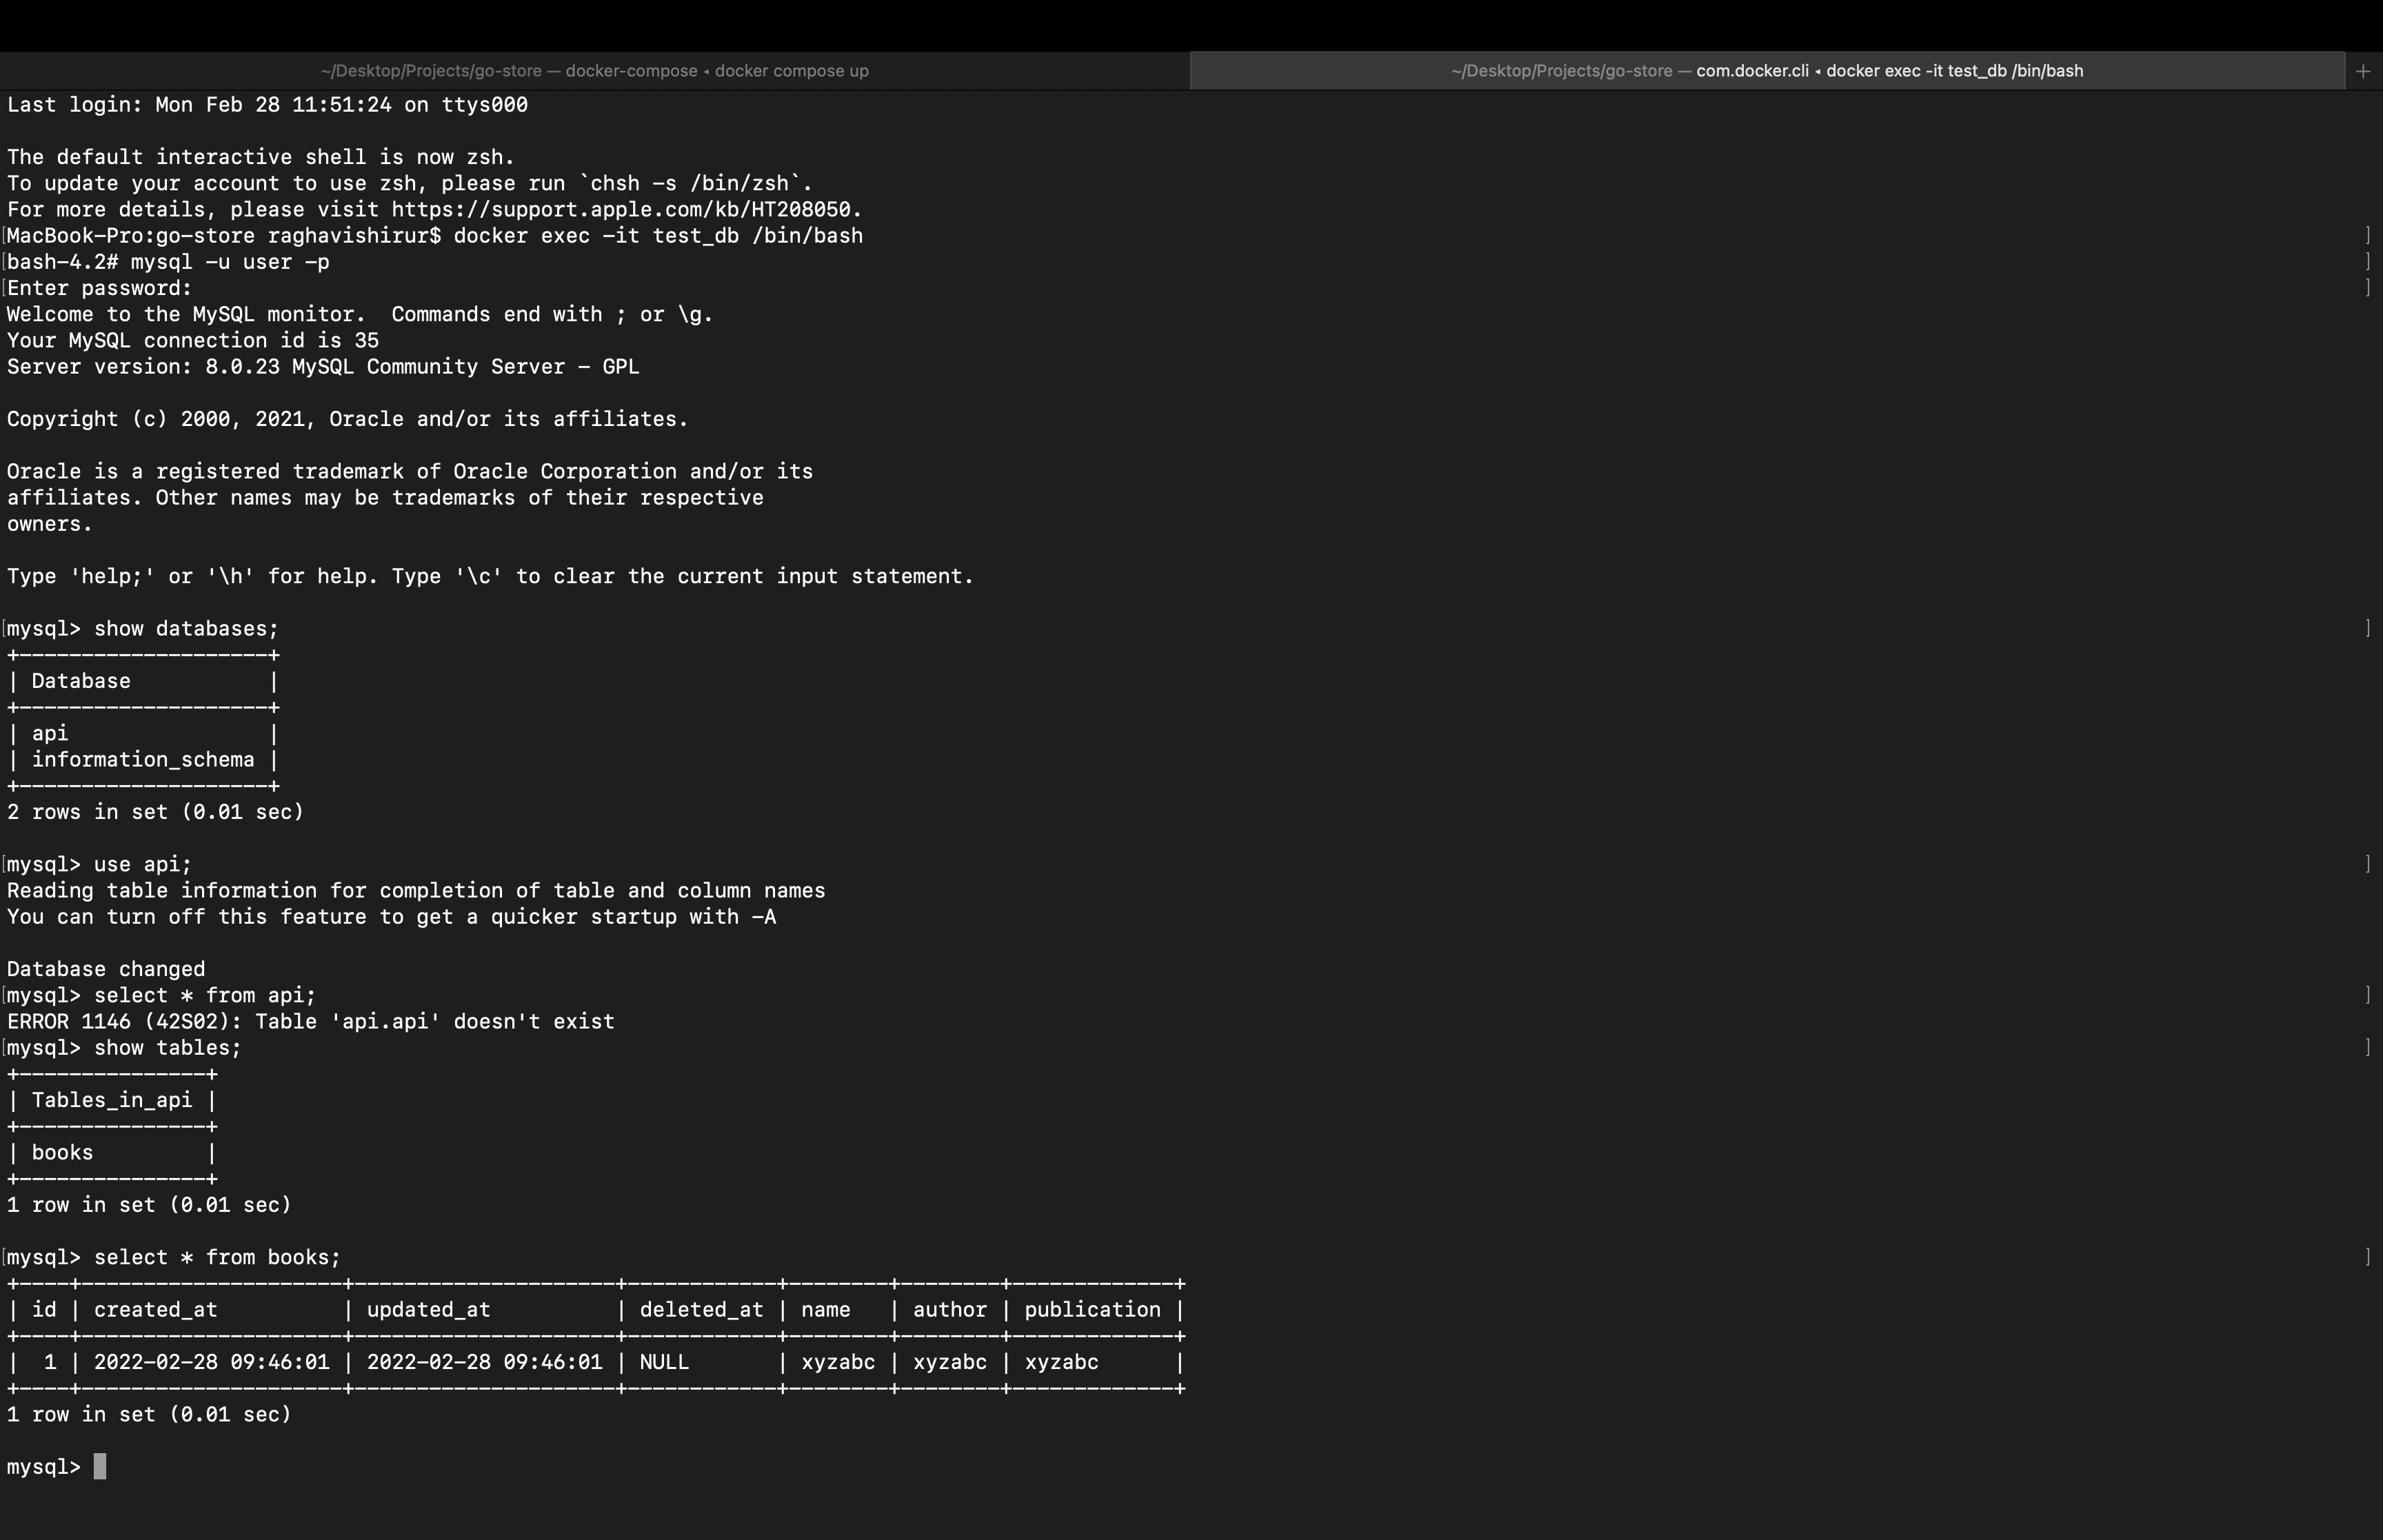 ~/Desktop/Projects/go-store — docker-compose ◂ docker compose up
~/Desktop/Projects/go-store — com.docker.cli ◂ docker exec -it test_db /bin/bash
+
Last login: Mon Feb 28 11:51:24 on ttys000

The default interactive shell is now zsh.
To update your account to use zsh, please run `chsh -s /bin/zsh`.
For more details, please visit https://support.apple.com/kb/HT208050.
[MacBook-Pro:go-store raghavishirur$ docker exec -it test_db /bin/bash ]
[bash-4.2# mysql -u user -p ]
[Enter password: ]
Welcome to the MySQL monitor.  Commands end with ; or \g.
Your MySQL connection id is 35
Server version: 8.0.23 MySQL Community Server - GPL

Copyright (c) 2000, 2021, Oracle and/or its affiliates.

Oracle is a registered trademark of Oracle Corporation and/or its
affiliates. Other names may be trademarks of their respective
owners.

Type 'help;' or '\h' for help. Type '\c' to clear the current input statement.

[mysql> show databases; ]
+--------------------+
| Database           |
+--------------------+
| api                |
| information_schema |
+--------------------+
2 rows in set (0.01 sec)

[mysql> use api; ]
Reading table information for completion of table and column names
You can turn off this feature to get a quicker startup with -A

Database changed
[mysql> select * from api; ]
ERROR 1146 (42S02): Table 'api.api' doesn't exist
[mysql> show tables; ]
+---------------+
| Tables_in_api |
+---------------+
| books         |
+---------------+
1 row in set (0.01 sec)

[mysql> select * from books; ]
+----+---------------------+---------------------+------------+--------+--------+-------------+
| id | created_at          | updated_at          | deleted_at | name   | author | publication |
+----+---------------------+---------------------+------------+--------+--------+-------------+
|  1 | 2022-02-28 09:46:01 | 2022-02-28 09:46:01 | NULL       | xyzabc | xyzabc | xyzabc      |
+----+---------------------+---------------------+------------+--------+--------+-------------+
1 row in set (0.01 sec)

mysql>